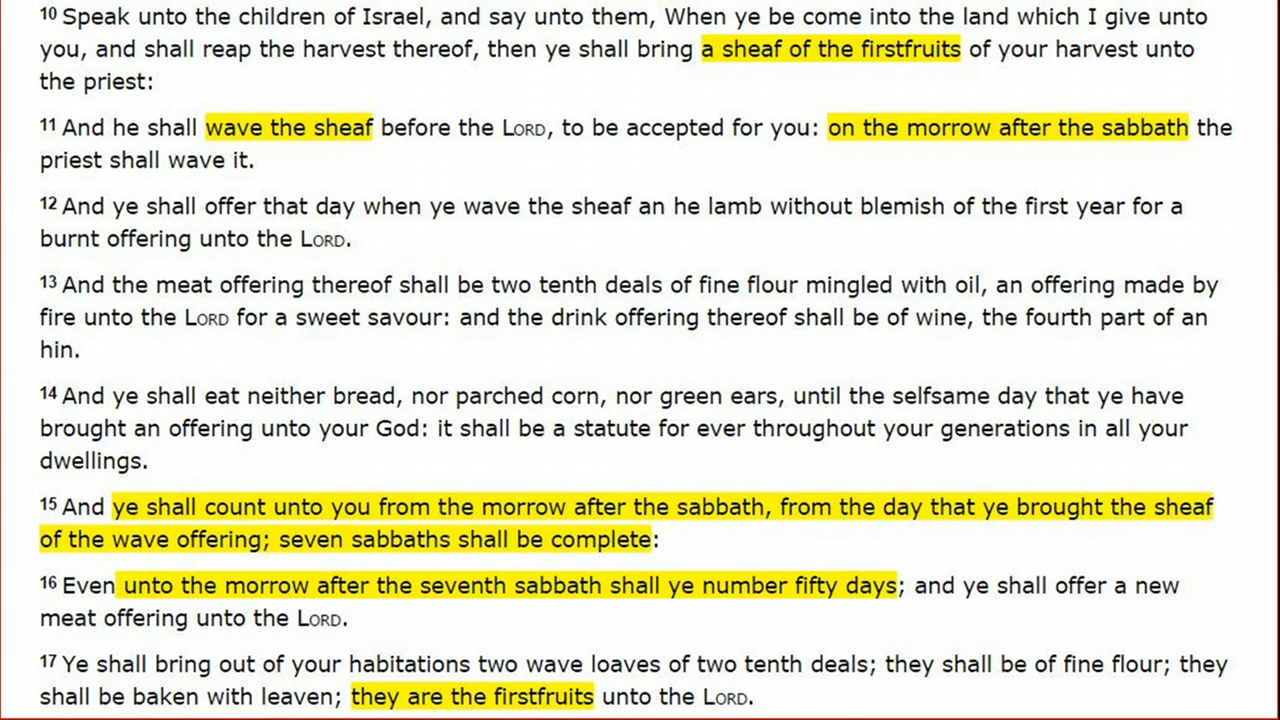 10 Speak unto the children of Israel, and say unto them, When ye be come into the land which I give unto
you, and shall reap the harvest thereof, then ye shall bring a sheaf of the firstfruits of your harvest unto
the priest:
11 And he shall wave the sheaf before the LORD, to be accepted for you: on the morrow after the sabbath the
priest shall wave it.
12 And ye shall offer that day when ye wave the sheaf an he lamb without blemish of the first year for a
burnt offering unto the LORD.
13 And the meat offering thereof shall be two tenth deals of fine flour mingled with oil, an offering made by
fire unto the LORD for a sweet savour: and the drink offering thereof shall be of wine, the fourth part of an
hin.
14 And ye shall eat neither bread, nor parched corn, nor green ears, until the selfsame day that ye have
brought an offering unto your God: it shall be a statute for ever throughout your generations in all your
dwellings.
15 And ye shall count unto you from the morrow after the sabbath, from the day that ye brought the sheaf
of the wave offering; seven sabbaths shall be complete:
16 Even unto the morrow after the seventh sabbath shall ye number fifty days; and ye shall offer a new
meat offering unto the LORD.
17 Ye shall bring out of your habitations two wave loaves of two tenth deals; they shall be of fine flour; they
shall be baken with leaven; they are the firstfruits unto the LORD.